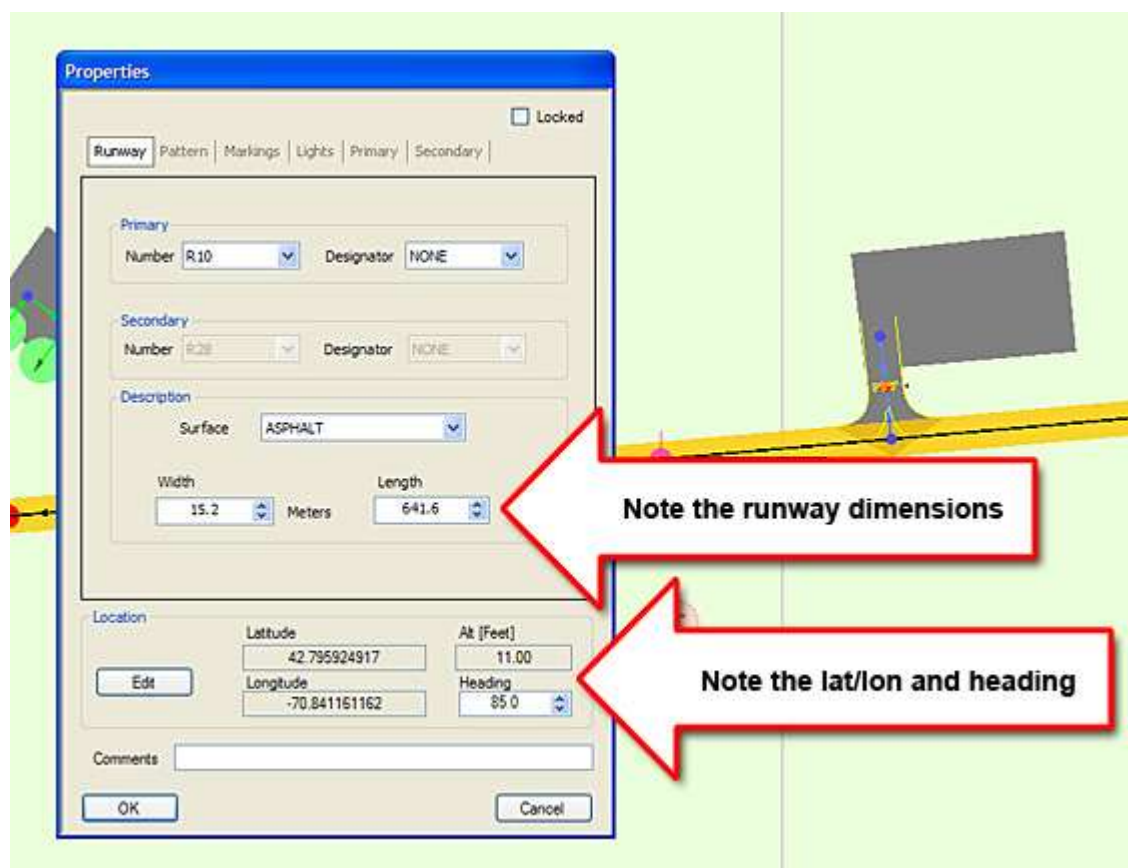 Properties
Locked
Runway Pattern Markings Lights Primary Secondary
Primary
Number R10 Designator NONE
Secondary
Number R28 Designator NONE
Description
Surface ASPHALT
Width Length
15.2 Meters 641.6
Note the runway dimensions
Location
Latitude Alt [Feet]
42.795924917 11.00
Edit Longitude Heading
-70.841161162 85.0
Note the lat/lon and heading
Comments
OK Cancel